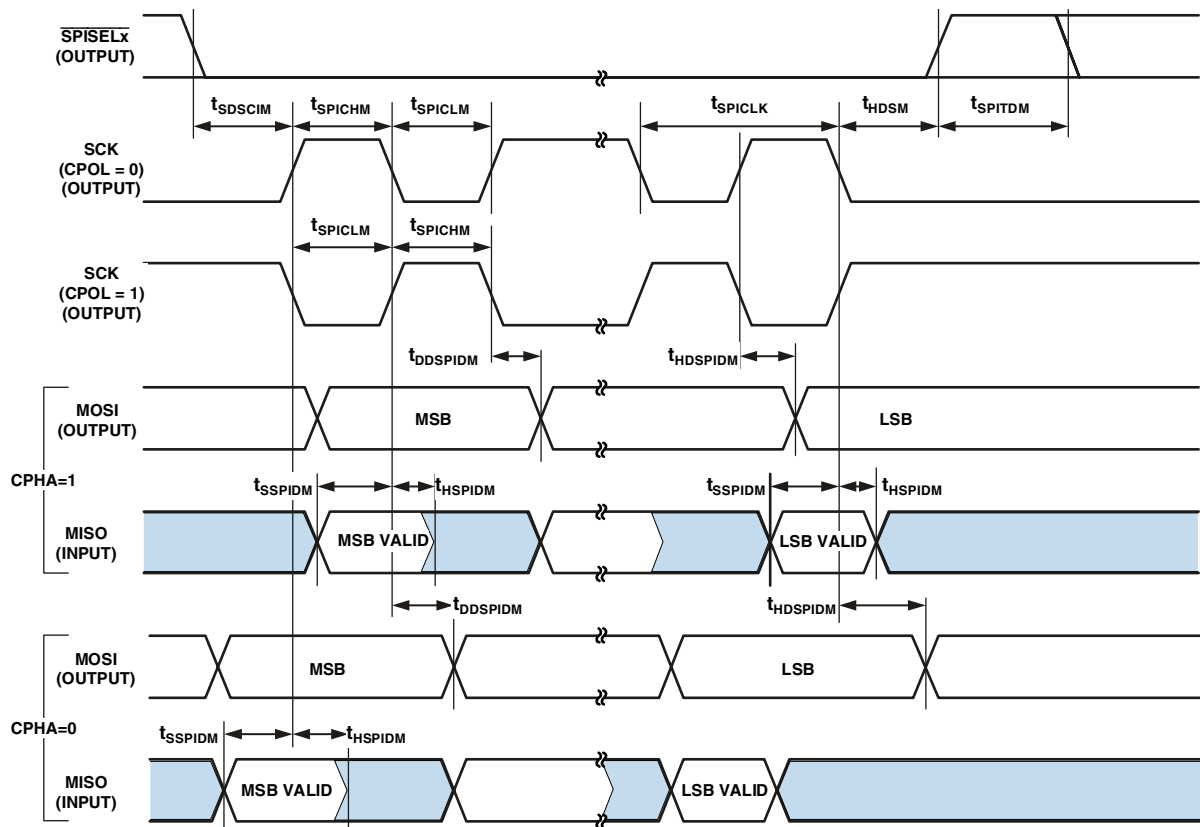 SPISELx
(OUTPUT)
tSDSCIM
tSPICHM
tSPICLM
tSPICLK
tHDSM
tSPITDM
SCK
(CPOL = 0)
(OUTPUT)
tSPICLM
tSPICHM
SCK
(CPOL = 1)
(OUTPUT)
tDDSPIDM
tHDSPIDM
MOSI
(OUTPUT)
MSB
LSB
CPHA=1
tSSPIDM
tHSPIDM
tSSPIDM
tHSPIDM
MISO
(INPUT)
MSB VALID
LSB VALID
tDDSPIDM
tHDSPIDM
MOSI
(OUTPUT)
MSB
LSB
CPHA=0
tSSPIDM
tHSPIDM
MISO
(INPUT)
MSB VALID
LSB VALID